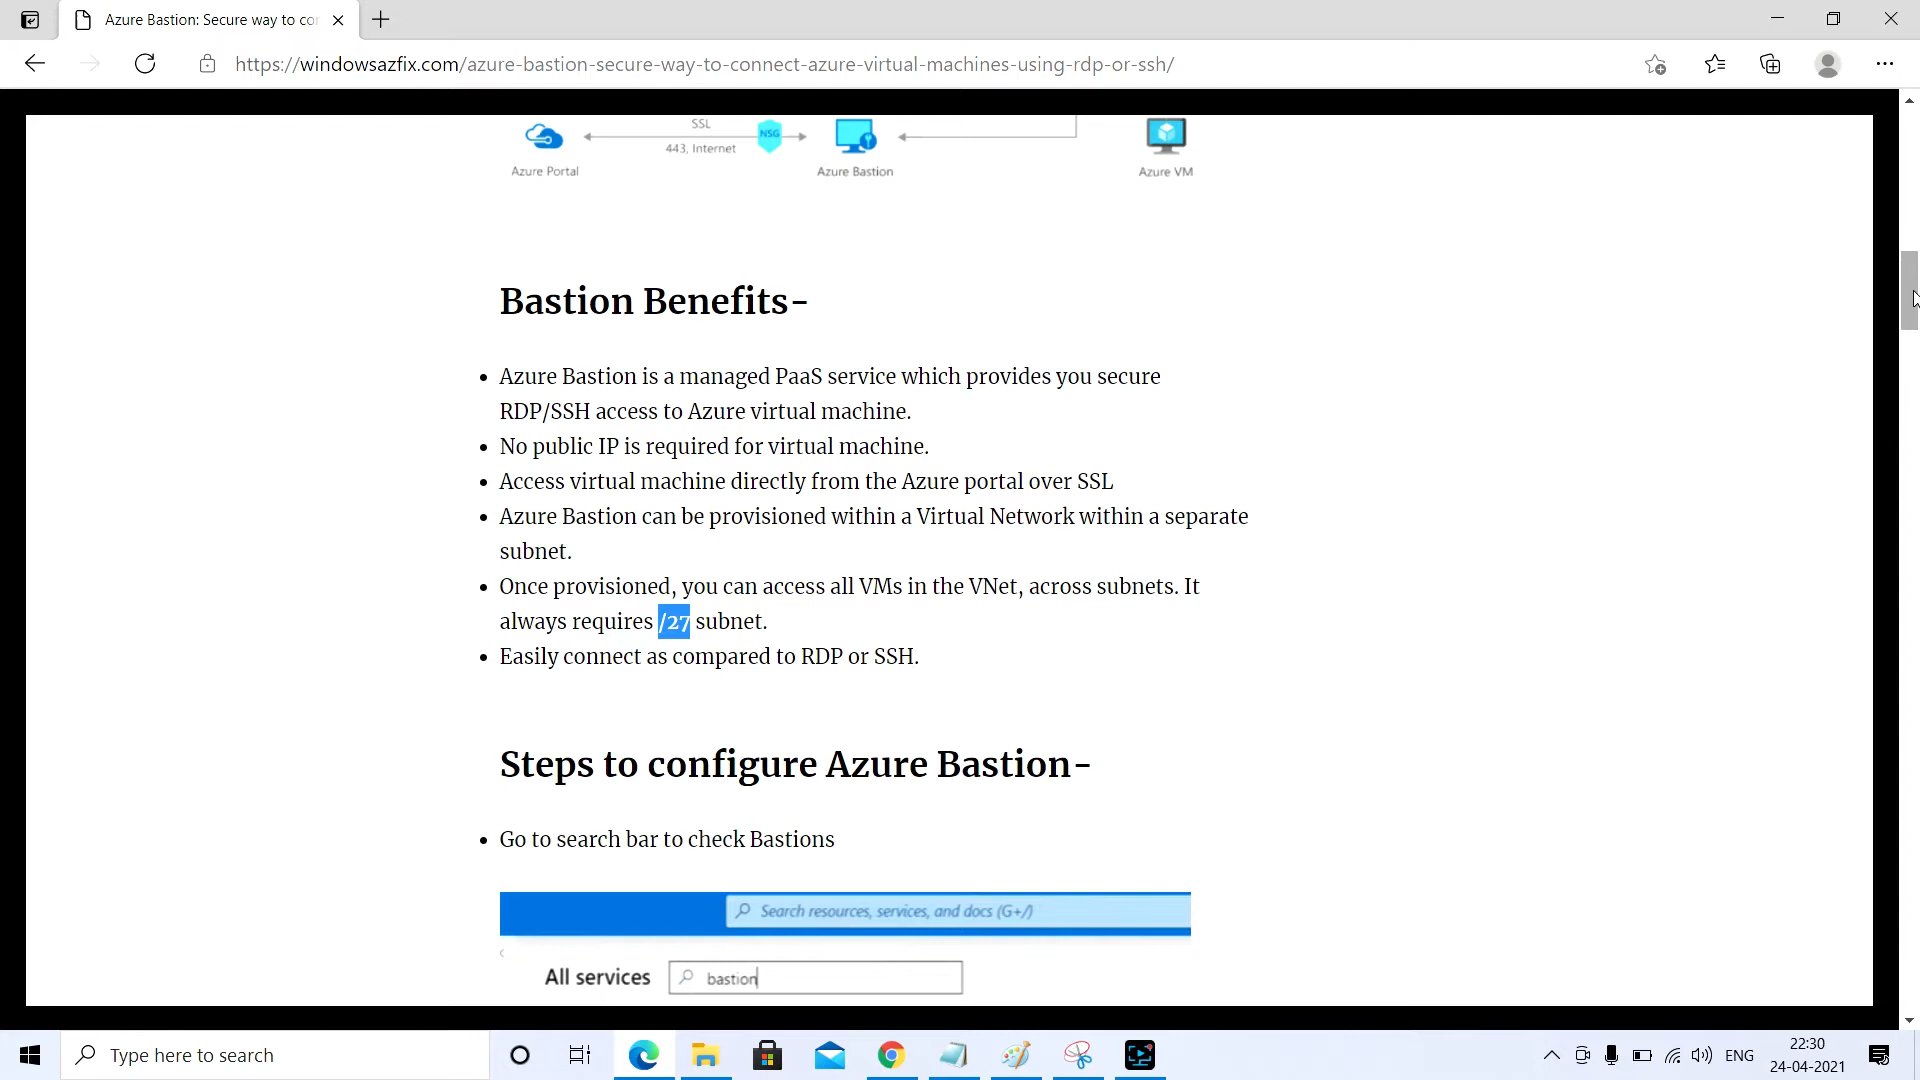 Azure Bastion: Secure way to co
https://windowsazfix.com/azure-bastion-secure-way-to-connect-azure-virtual-machines-using-rdp-or-ssh/
SSL
NSG
443, Internet
Azure Portal
Azure Bastion
Azure VM
Bastion Benefits-
Azure Bastion is a managed PaaS service which provides you secure
RDP/SSH access to Azure virtual machine.
No public IP is required for virtual machine.
Access virtual machine directly from the Azure portal over SSL
Azure Bastion can be provisioned within a Virtual Network within a separate
subnet.
Once provisioned, you can access all VMs in the VNet, across subnets. It
always requires /27 subnet.
Easily connect as compared to RDP or SSH.
Steps to configure Azure Bastion-
Go to search bar to check Bastions
Search resources, services, and docs (G+/)
All services
bastion
Type here to search
ENG
22:30
24-04-2021